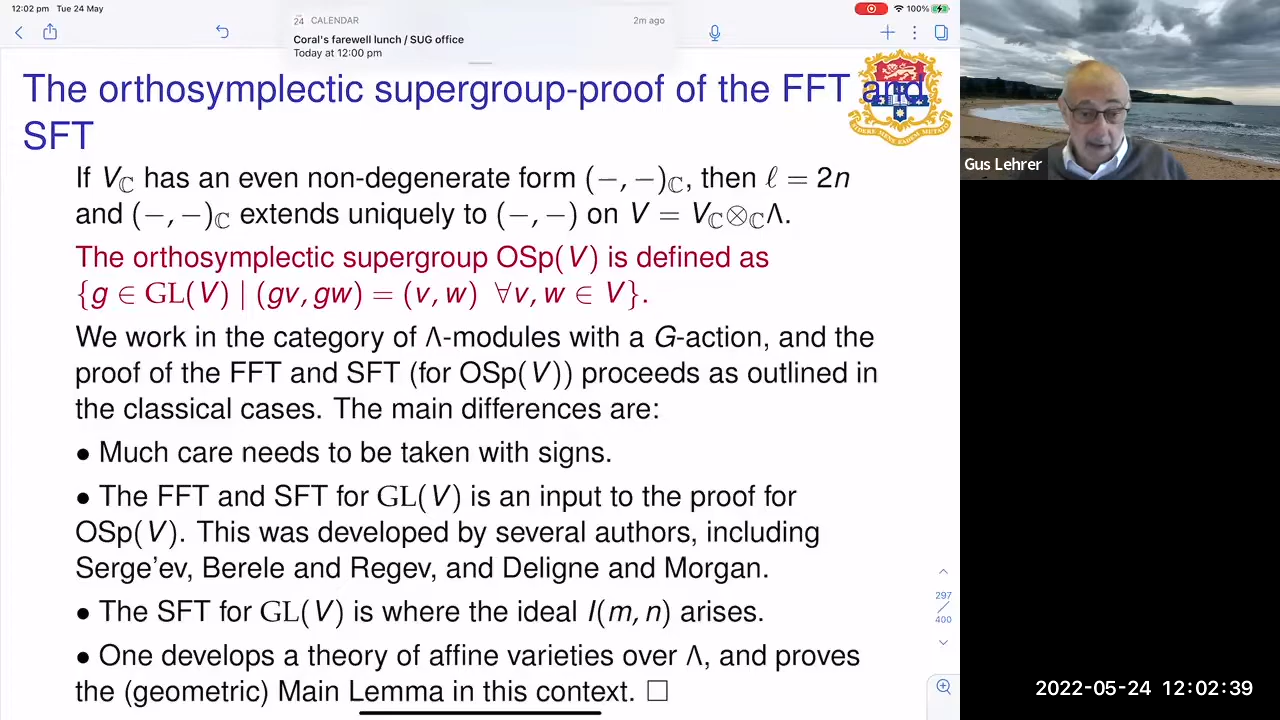 12:02 pm Tue 24 May
100%
24 CALENDAR
2m ago
Coral's farewell lunch / SUG office
Today at 12:00 pm
The orthosymplectic supergroup-proof of the FFT and
SFT
If V_ℂ has an even non-degenerate form (−, −)_ℂ, then ℓ = 2n
and (−, −)_ℂ extends uniquely to (−, −) on V = V_ℂ⊗_ℂΛ.
The orthosymplectic supergroup OSp(V) is defined as
{g ∈ GL(V) | (gv, gw) = (v, w) ∀v, w ∈ V}.
We work in the category of Λ-modules with a G-action, and the
proof of the FFT and SFT (for OSp(V)) proceeds as outlined in
the classical cases. The main differences are:
• Much care needs to be taken with signs.
• The FFT and SFT for GL(V) is an input to the proof for
OSp(V). This was developed by several authors, including
Serge'ev, Berele and Regev, and Deligne and Morgan.
• The SFT for GL(V) is where the ideal I(m, n) arises.
• One develops a theory of affine varieties over Λ, and proves
the (geometric) Main Lemma in this context. □
297
/
400
Gus Lehrer
2022-05-24 12:02:39